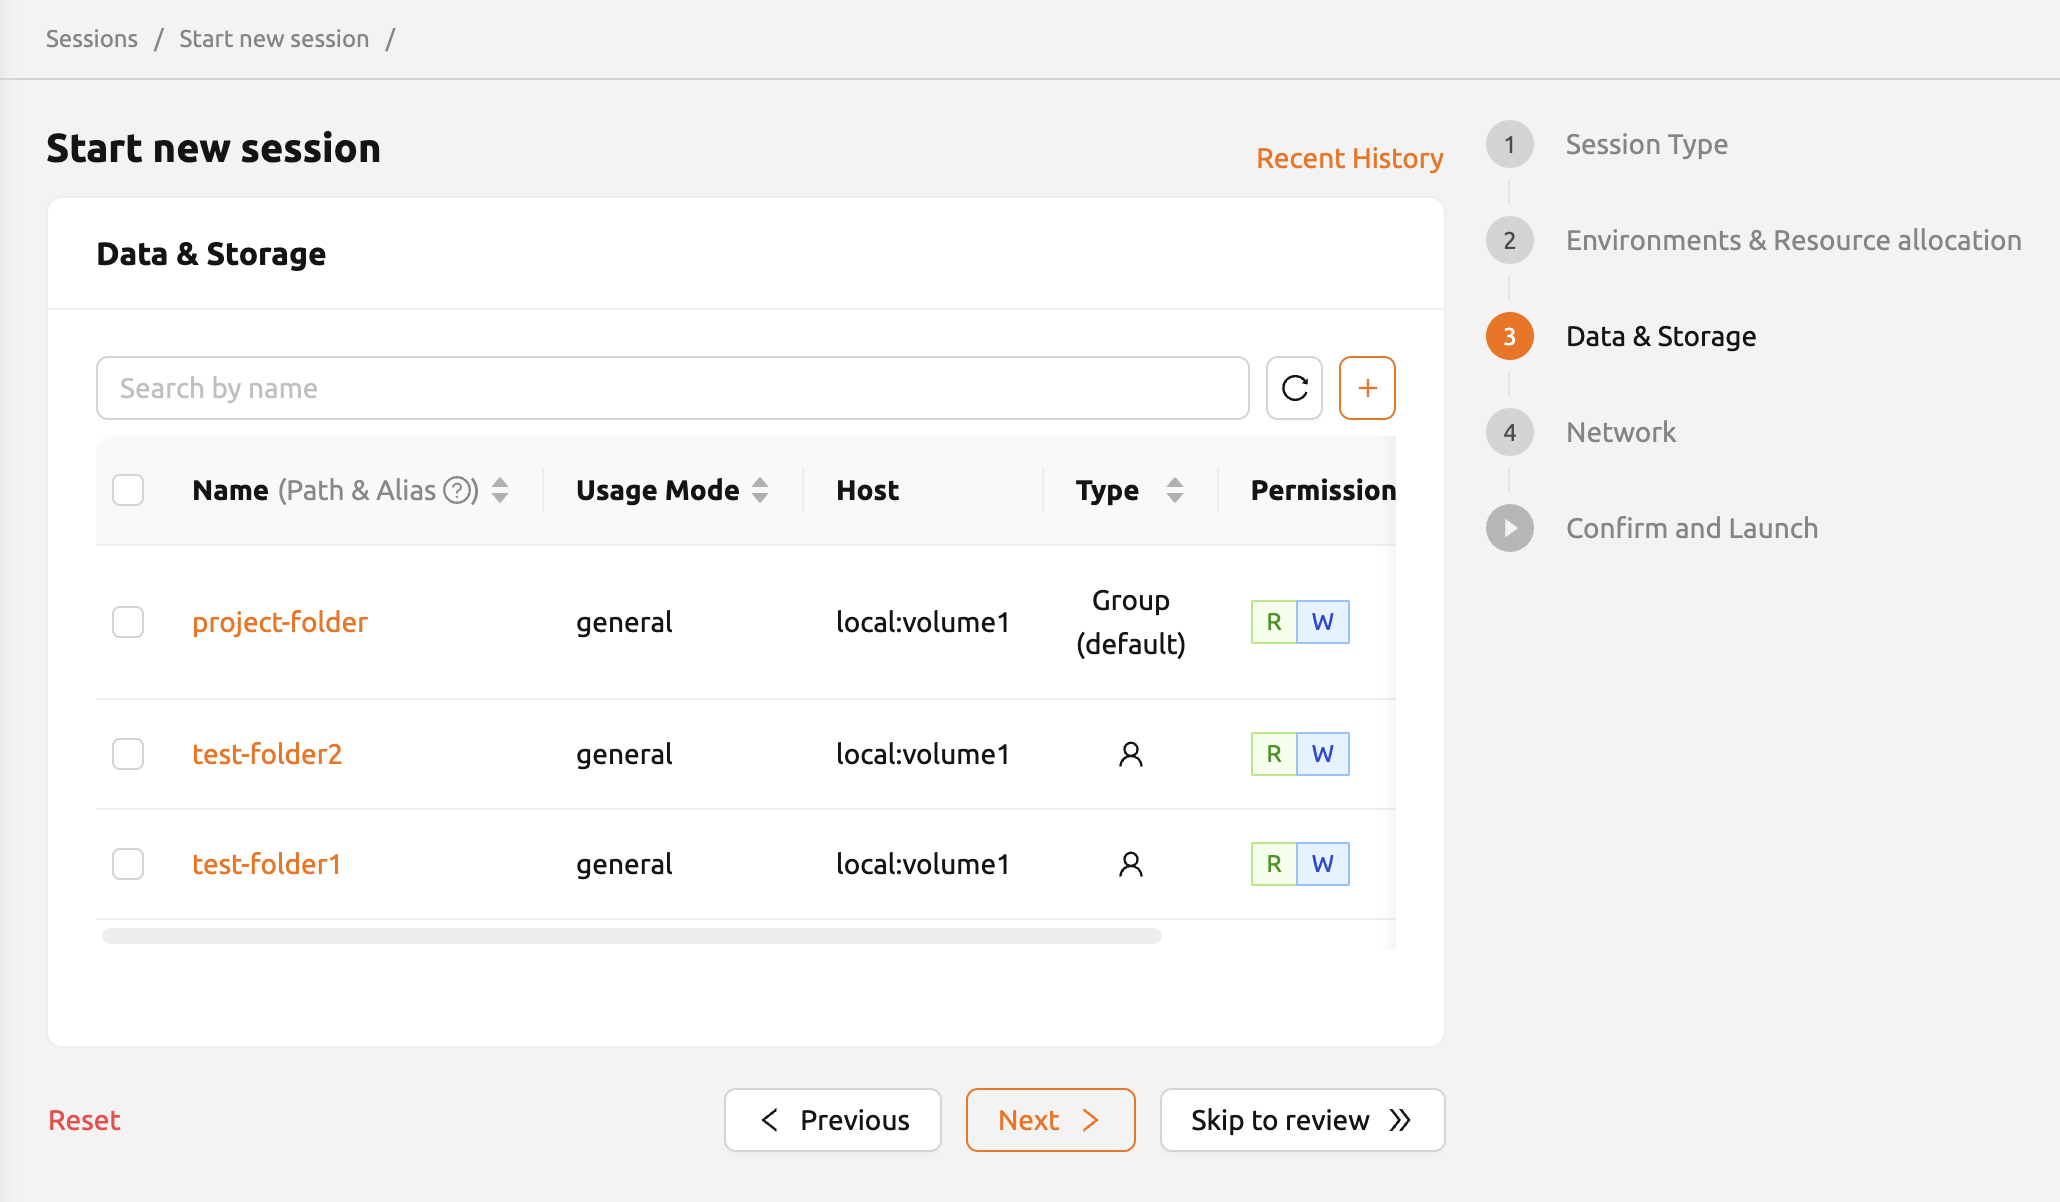 Sessions / Start new session /
Start new session
Recent History
Data & Storage
Search by name
Name (Path & Alias ?) Usage Mode Host Type Permission
project-folder general local:volume1 Group (default) R W
test-folder2 general local:volume1 R W
test-folder1 general local:volume1 R W
Reset
Previous
Next
Skip to review
1 Session Type
2 Environments & Resource allocation
3 Data & Storage
4 Network
Confirm and Launch